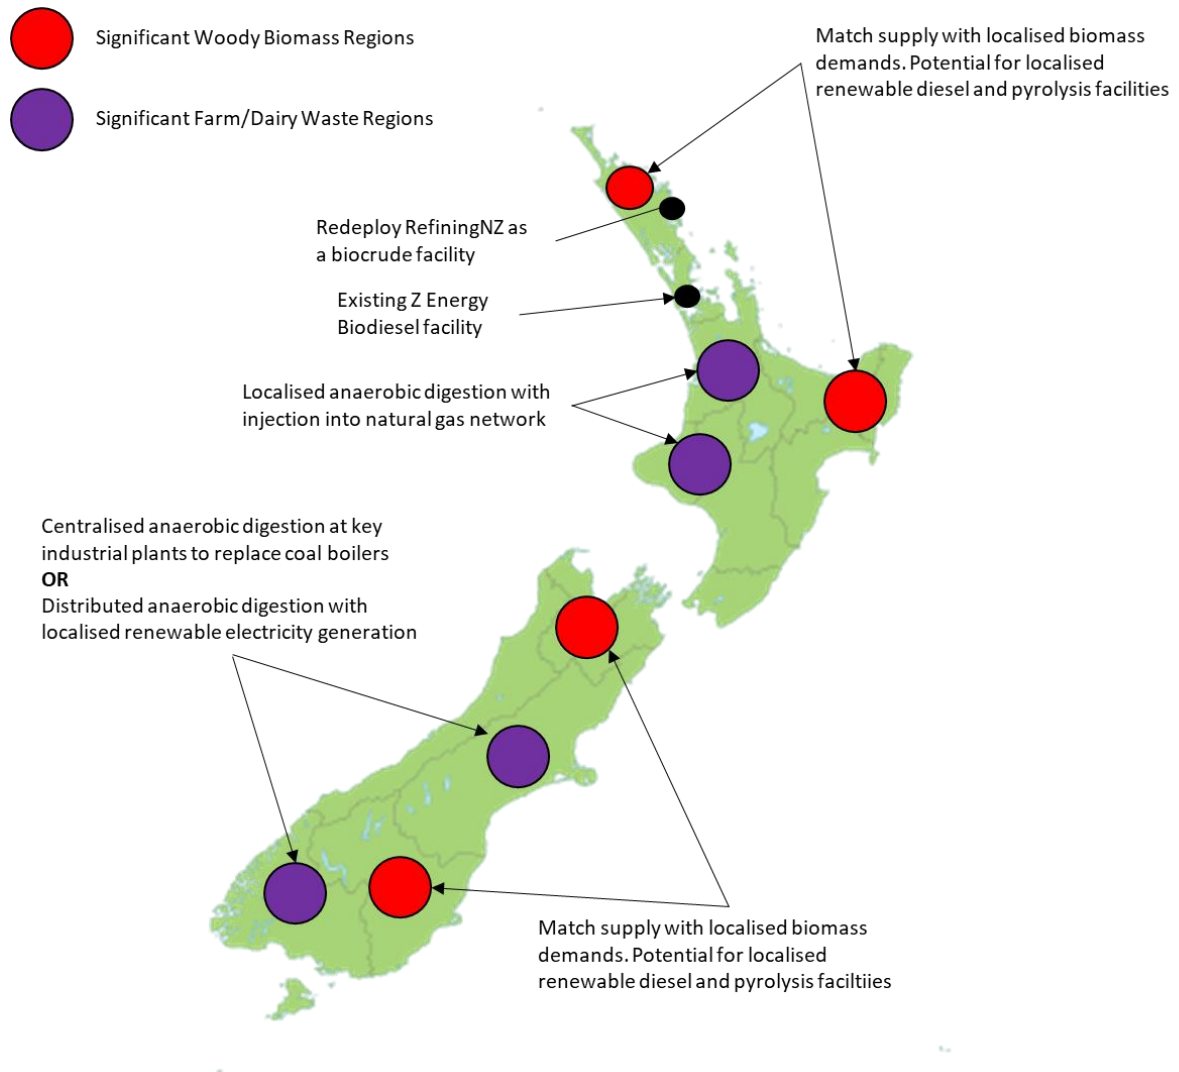 Significant Woody Biomass Regions
Significant Farm/Dairy Waste Regions
Match supply with localised biomass
demands. Potential for localised
renewable diesel and pyrolysis facilities
Redeploy RefiningNZ as
a biocrude facility
Existing Z Energy
Biodiesel facility
Localised anaerobic digestion with
injection into natural gas network
Centralised anaerobic digestion at key
industrial plants to replace coal boilers
OR
Distributed anaerobic digestion with
localised renewable electricity generation
Match supply with localised biomass
demands. Potential for localised
renewable diesel and pyrolysis faciltiies